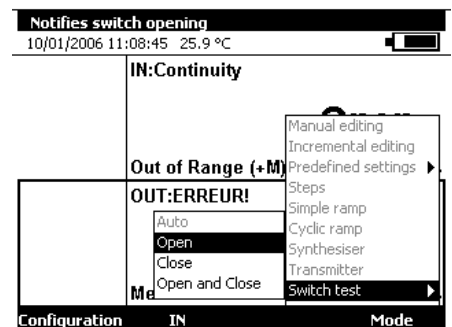 Notifies switch opening
10/01/2006 11:08:45 25.9 °C
IN:Continuity
Out of Range (+M)
OUT:ERREUR!
Auto
Open
Close
Open and Close
Me
Manual editing
Incremental editing
Predefined settings
Steps
Simple ramp
Cyclic ramp
Synthesiser
Transmitter
Switch test
Configuration IN Mode